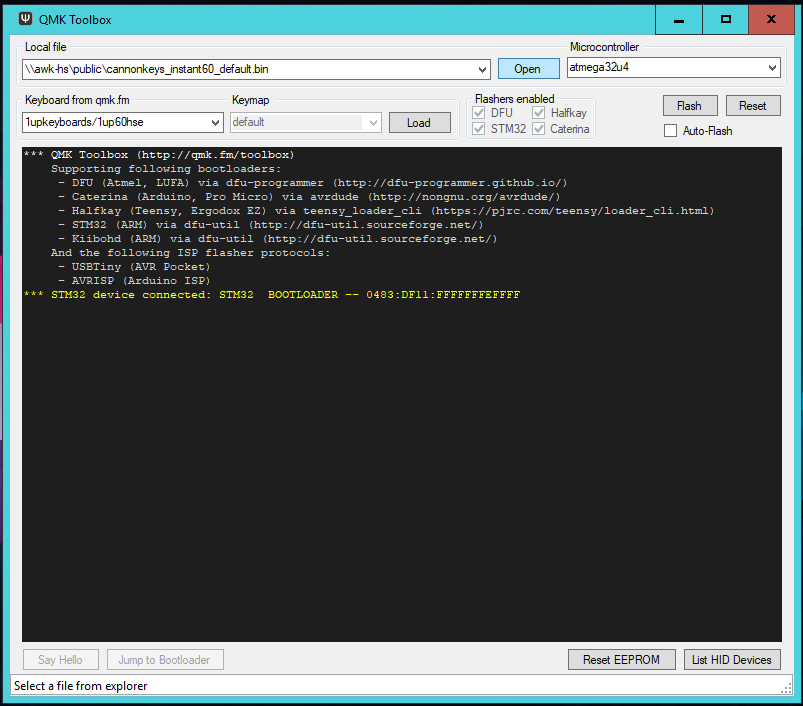 QMK Toolbox
Local file
Microcontroller
\\awk-hs\public\cannonkeys_instant60_default.bin
Open
atmega32u4
Keyboard from qmk.fm
Keymap
Flashers enabled
1upkeyboards/1up60hse
default
Load
DFU
Halfkay
STM32
Caterina
Flash
Reset
Auto-Flash
*** QMK Toolbox (http://qmk.fm/toolbox)
Supporting following bootloaders:
- DFU (Atmel, LUFA) via dfu-programmer (http://dfu-programmer.github.io/)
- Caterina (Arduino, Pro Micro) via avrdude (http://nongnu.org/avrdude/)
- Halfkay (Teensy, Ergodox EZ) via teensy_loader_cli (https://pjrc.com/teensy/loader_cli.html)
- STM32 (ARM) via dfu-util (http://dfu-util.sourceforge.net/)
- Kiibohd (ARM) via dfu-util (http://dfu-util.sourceforge.net/)
And the following ISP flasher protocols:
- USBTiny (AVR Pocket)
- AVRISP (Arduino ISP)
*** STM32 device connected: STM32  BOOTLOADER -- 0483:DF11:FFFFFFFEFFFF
Say Hello
Jump to Bootloader
Reset EEPROM
List HID Devices
Select a file from explorer